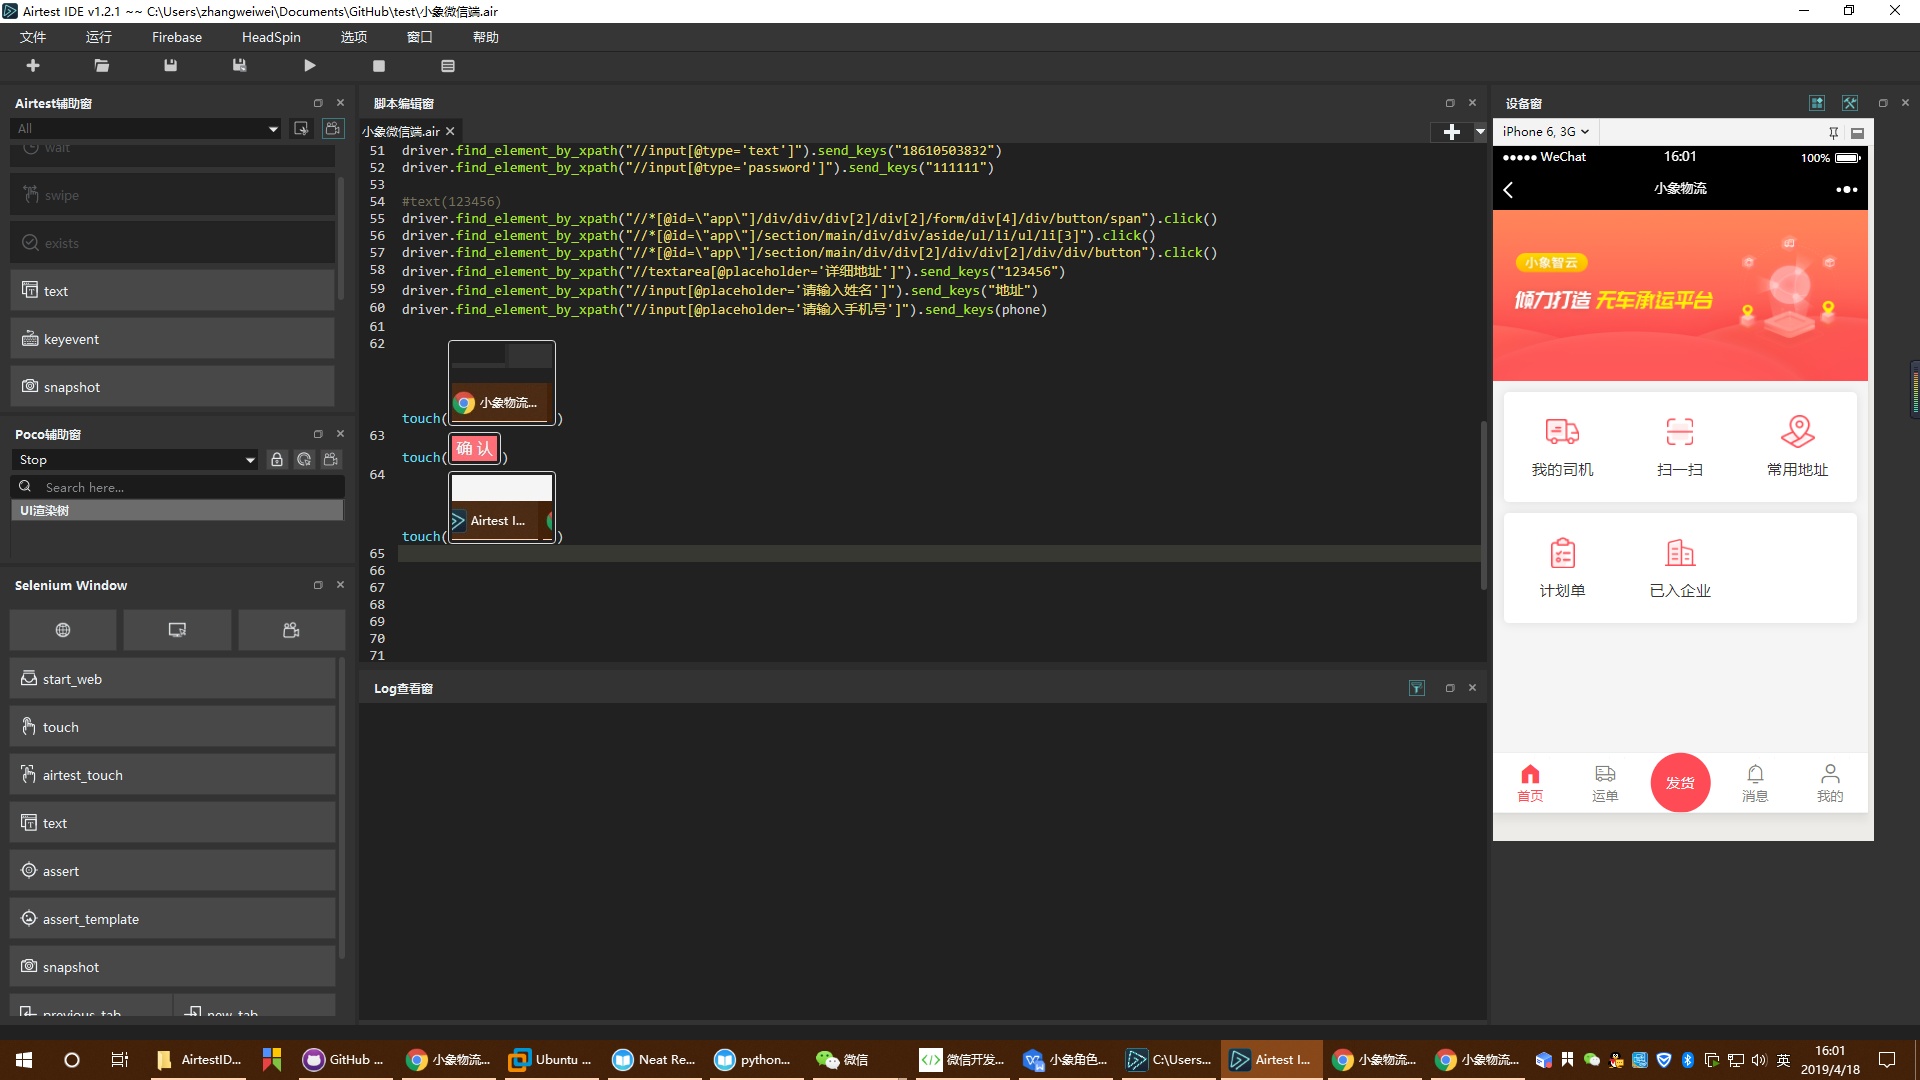 Airtest IDE v1.2.1 ~~ C:\Users\zhangweiwei\Documents\GitHub\test\小象微信端.air
文件 运行 Firebase HeadSpin 选项 窗口 帮助
Airtest辅助窗
All
wait
swipe
exists
text
keyevent
snapshot
Poco辅助窗
Stop
Search here...
UI渲染树
Selenium Window
start_web
touch
airtest_touch
text
assert
assert_template
snapshot
previous_tab new_tab
脚本编辑窗
小象微信端.air
51 driver.find_element_by_xpath("//input[@type='text']").send_keys("18610503832")
52 driver.find_element_by_xpath("//input[@type='password']").send_keys("111111")
53
54 #text(123456)
55 driver.find_element_by_xpath("//*[@id=\"app\"]/div/div/div[2]/div[2]/form/div[4]/div/button/span").click()
56 driver.find_element_by_xpath("//*[@id=\"app\"]/section/main/div/div/aside/ul/li/ul/li[3]").click()
57 driver.find_element_by_xpath("//*[@id=\"app\"]/section/main/div/div[2]/div/div[2]/div/div/button").click()
58 driver.find_element_by_xpath("//textarea[@placeholder='详细地址']").send_keys("123456")
59 driver.find_element_by_xpath("//input[@placeholder='请输入姓名']").send_keys("地址")
60 driver.find_element_by_xpath("//input[@placeholder='请输入手机号']").send_keys(phone)
61
62
touch(小象物流...)
63
touch(确 认)
64
touch(Airtest I...)
65
66
67
68
69
70
71
Log查看窗
设备窗
iPhone 6, 3G
WeChat 16:01 100%
小象物流
小象智云
倾力打造 无车承运平台
我的司机 扫一扫 常用地址
计划单 已入企业
首页 运单 发货 消息 我的
AirtestID... GitHub ... 小象物流... Ubuntu ... Neat Re... python... 微信 微信开发... 小象角色... C:\Users... Airtest I... 小象物流... 小象物流... 英 16:01
2019/4/18